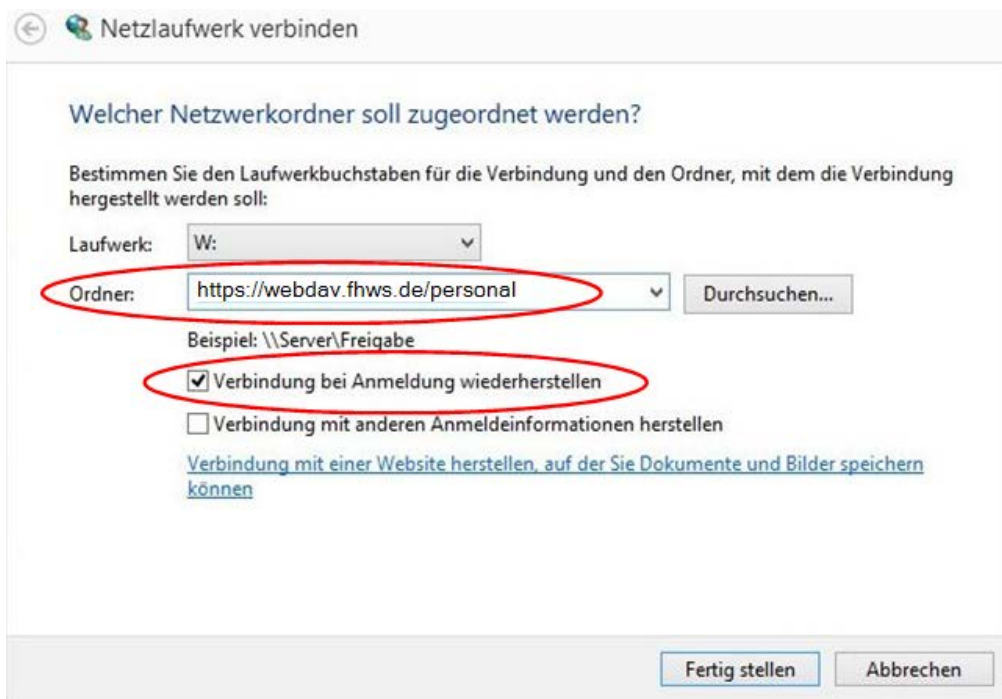 Netzlaufwerk verbinden
Welcher Netzwerkordner soll zugeordnet werden?
Bestimmen Sie den Laufwerkbuchstaben für die Verbindung und den Ordner, mit dem die Verbindung
hergestellt werden soll:
Laufwerk: W:
Ordner: https://webdav.fhws.de/personal Durchsuchen...
Beispiel: \\Server\Freigabe
Verbindung bei Anmeldung wiederherstellen
Verbindung mit anderen Anmeldeinformationen herstellen
Verbindung mit einer Website herstellen, auf der Sie Dokumente und Bilder speichern
können
Fertig stellen Abbrechen